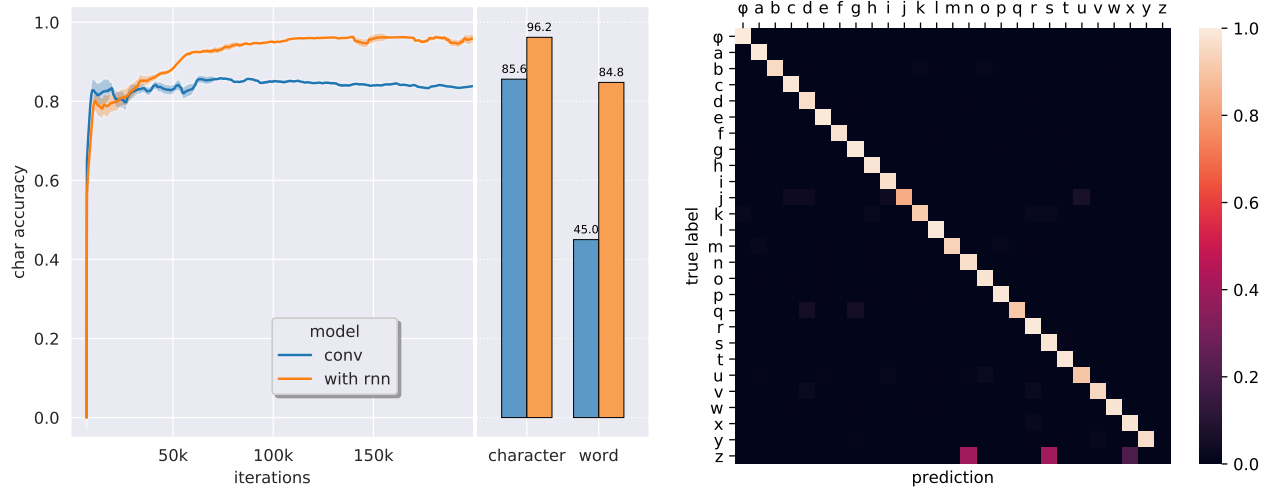 1.0
0.8
0.6
0.4
0.2
0.0
char accuracy
50k
100k
150k
iterations
model
conv
with rnn
85.6
96.2
45.0
84.8
character
word
φ a b c d e f g h i j k l m n o p q r s t u v w x y z
φ
a
b
c
d
e
f
g
h
i
j
k
l
m
n
o
p
q
r
s
t
u
v
w
x
y
z
true label
prediction
1.0
0.8
0.6
0.4
0.2
0.0